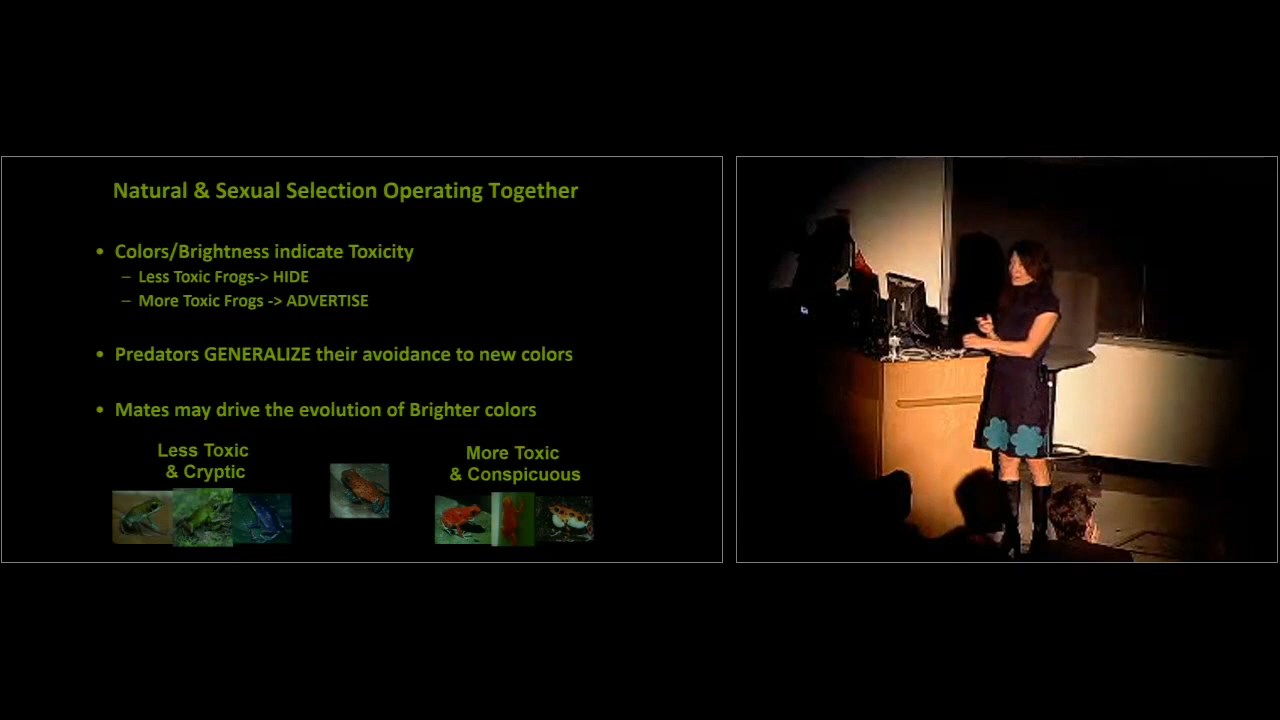 Natural & Sexual Selection Operating Together
• Colors/Brightness indicate Toxicity
– Less Toxic Frogs-> HIDE
– More Toxic Frogs -> ADVERTISE
• Predators GENERALIZE their avoidance to new colors
• Mates may drive the evolution of Brighter colors
Less Toxic
& Cryptic
More Toxic
& Conspicuous